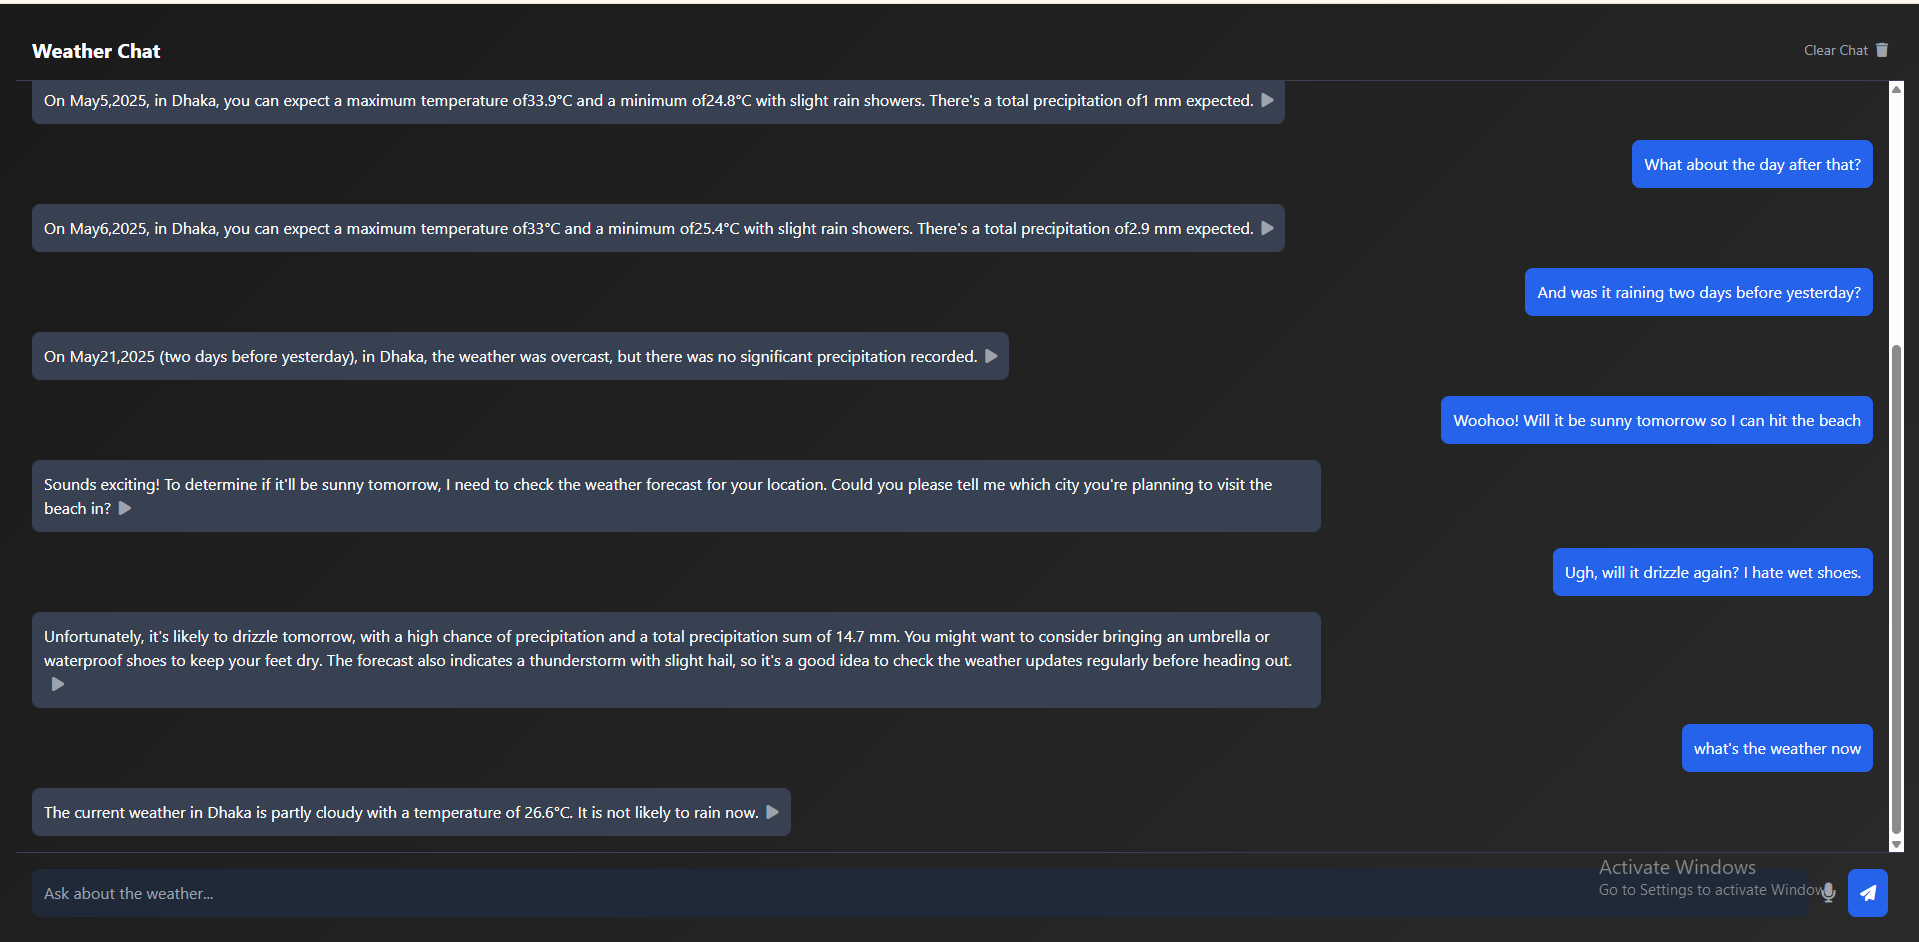 Weather Chat
Clear Chat
On May5,2025, in Dhaka, you can expect a maximum temperature of33.9°C and a minimum of24.8°C with slight rain showers. There's a total precipitation of1 mm expected.
What about the day after that?
On May6,2025, in Dhaka, you can expect a maximum temperature of33°C and a minimum of25.4°C with slight rain showers. There's a total precipitation of2.9 mm expected.
And was it raining two days before yesterday?
On May21,2025 (two days before yesterday), in Dhaka, the weather was overcast, but there was no significant precipitation recorded.
Woohoo! Will it be sunny tomorrow so I can hit the beach
Sounds exciting! To determine if it'll be sunny tomorrow, I need to check the weather forecast for your location. Could you please tell me which city you're planning to visit the
beach in?
Ugh, will it drizzle again? I hate wet shoes.
Unfortunately, it's likely to drizzle tomorrow, with a high chance of precipitation and a total precipitation sum of 14.7 mm. You might want to consider bringing an umbrella or
waterproof shoes to keep your feet dry. The forecast also indicates a thunderstorm with slight hail, so it's a good idea to check the weather updates regularly before heading out.
what's the weather now
The current weather in Dhaka is partly cloudy with a temperature of 26.6°C. It is not likely to rain now.
Activate Windows
Go to Settings to activate Windows
Ask about the weather...